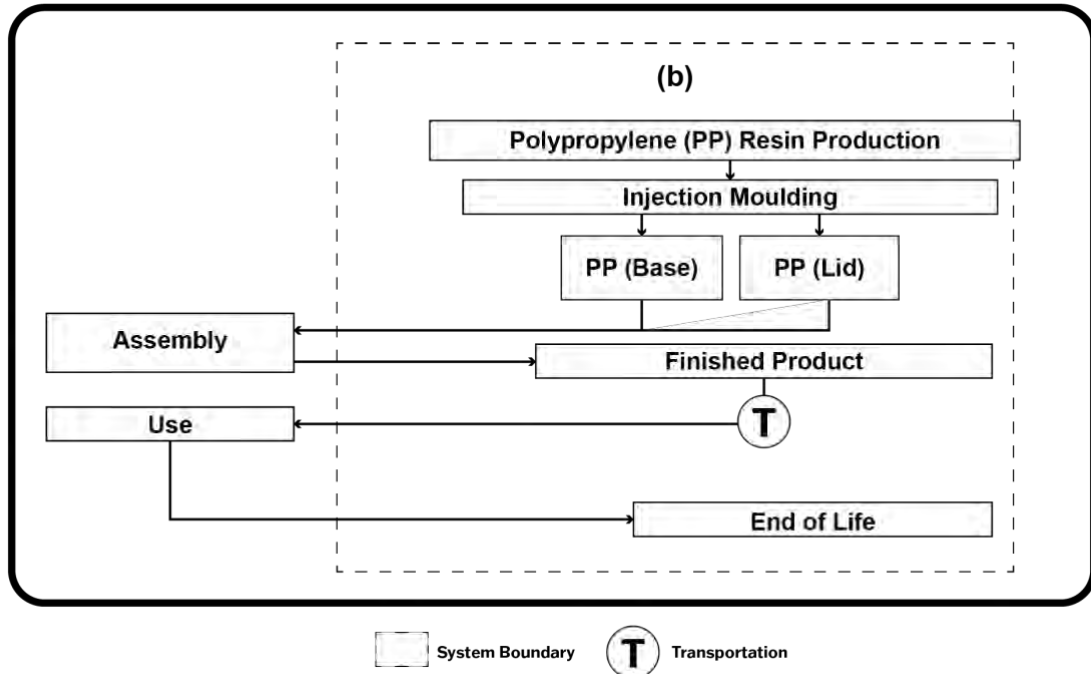 (b)
Polypropylene (PP) Resin Production
Injection Moulding
PP (Base)
PP (Lid)
Assembly
Finished Product
Use
T
End of Life
System Boundary
T
Transportation